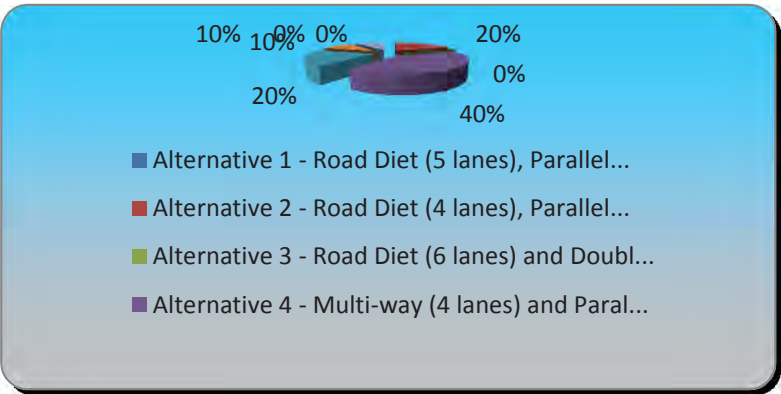 10% 10% 0% 0% 20%
0%
20%
40%
Alternative 1 - Road Diet (5 lanes), Parallel...
Alternative 2 - Road Diet (4 lanes), Parallel...
Alternative 3 - Road Diet (6 lanes) and Doubl...
Alternative 4 - Multi-way (4 lanes) and Paral...